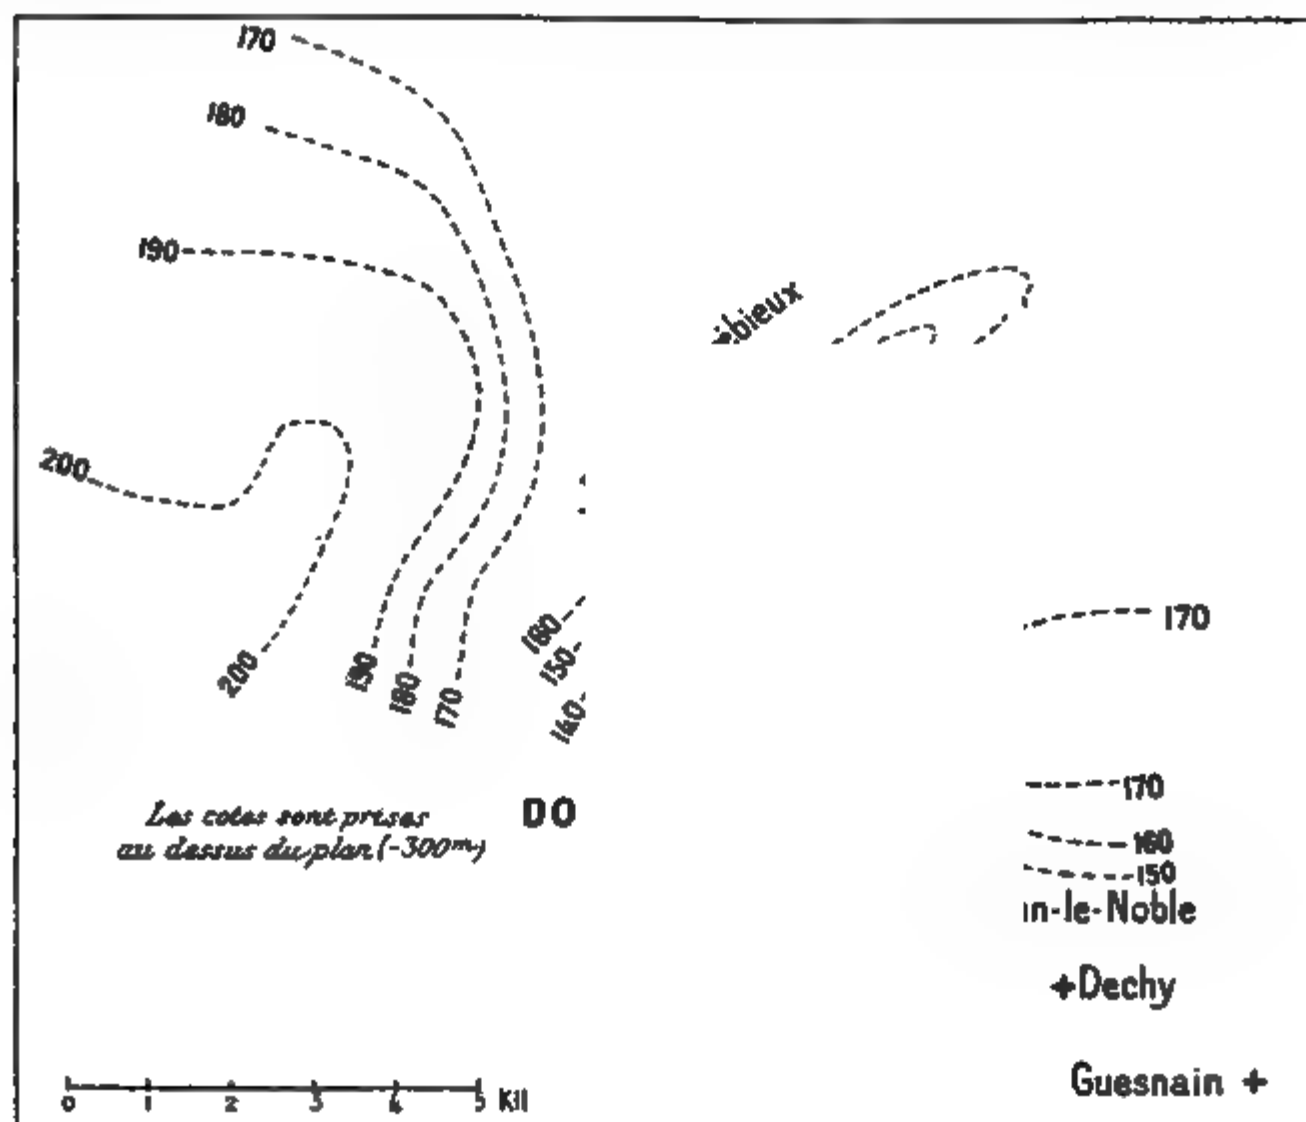 170
180
190
bieux
200
170
160
150
140
200
190
180
170
170
160
150
Les cotes sont prises
au dessus du plan (-300m)
DO
in-le-Noble
+Dechy
Guesnain +
0 1 2 3 4 5 Kil